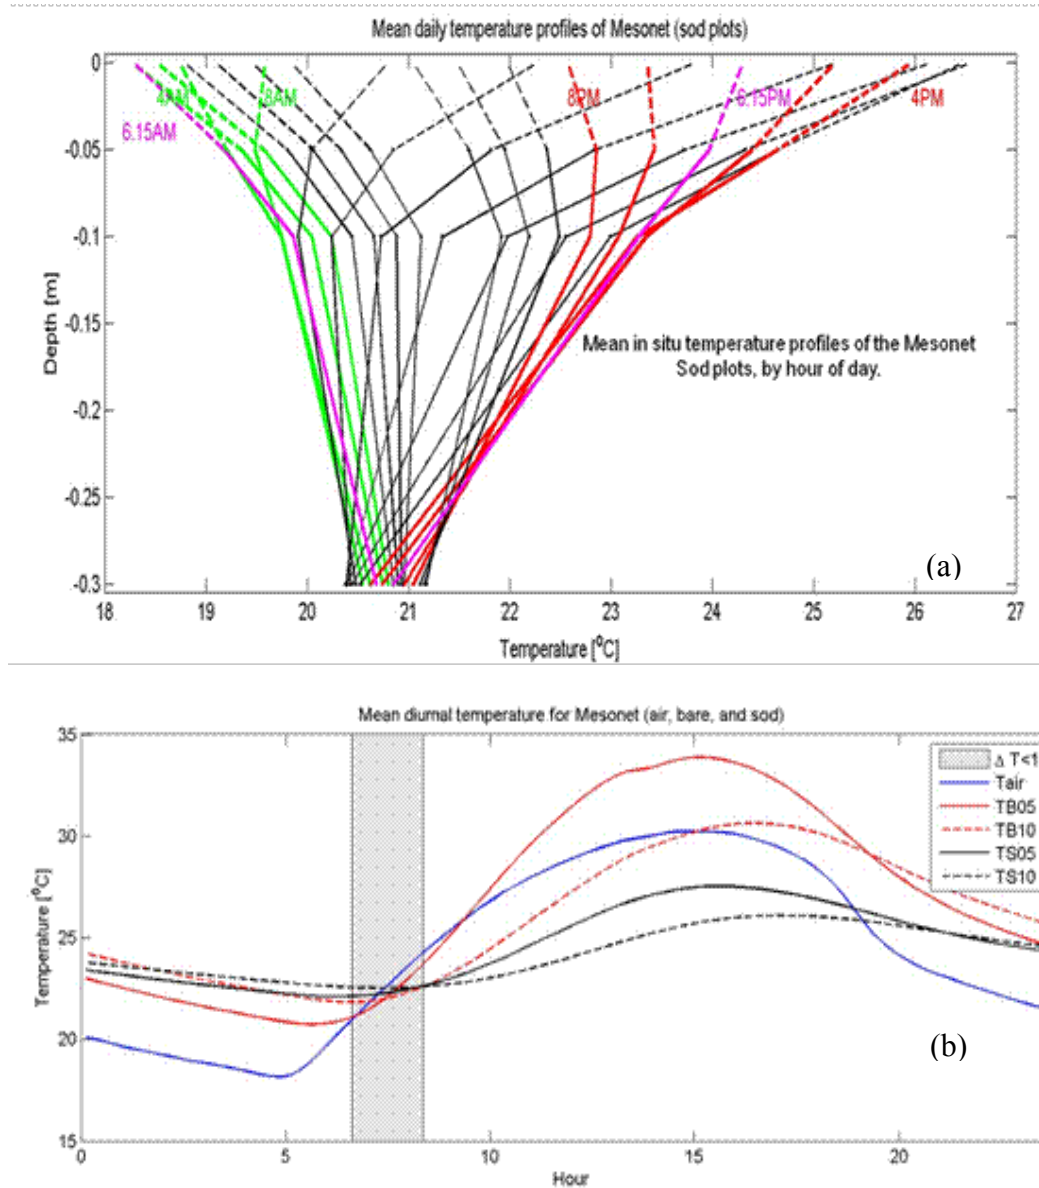 Mean daily temperature profiles of Mesonet (sod plots)
0
-0.05
-0.1
-0.15
-0.2
-0.25
-0.3
Depth [m]
4AM
8AM
8PM
6.15PM
4PM
6.15AM
Mean in situ temperature profiles of the Mesonet
Sod plots, by hour of day.
(a)
18 19 20 21 22 23 24 25 26 27
Temperature [°C]
Mean diurnal temperature for Mesonet (air, bare, and sod)
35
30
25
20
15
Temperature [°C]
Δ T<1
Tair
TB05
TB10
TS05
TS10
(b)
0 5 10 15 20
Hour